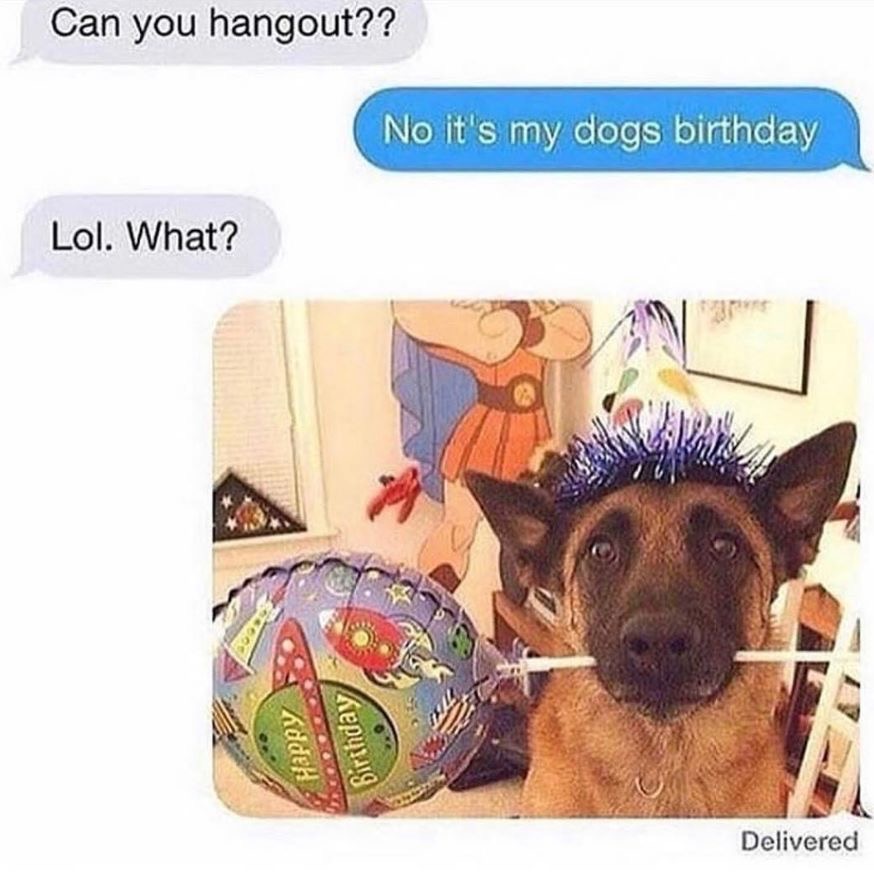 Can you hangout??
No it's my dogs birthday
Lol. What?
Happy
Birthday
Delivered